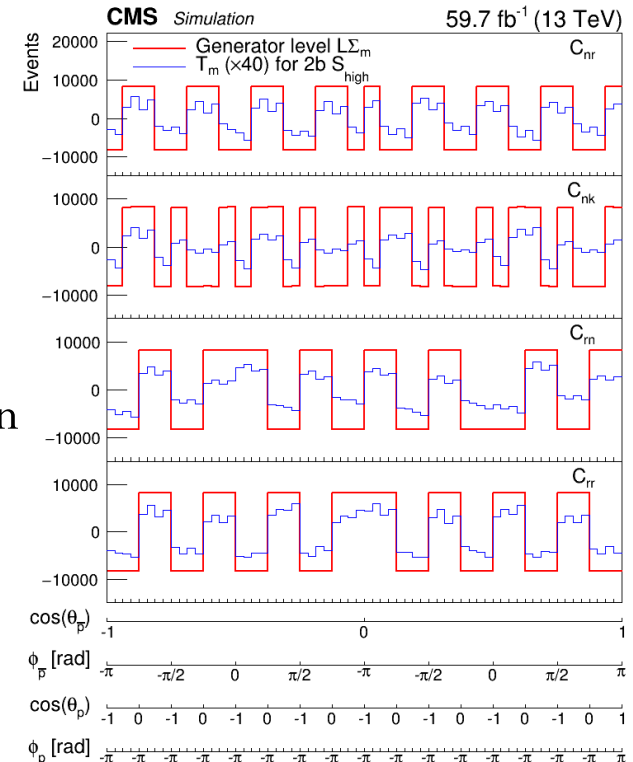 CMS Simulation 59.7 fb⁻¹ (13 TeV)
Events
20000
10000
0
−10000
Generator level LΣm
Tm (×40) for 2b Shigh
Cnr
10000
0
−10000
Cnk
10000
0
−10000
Crn
n
10000
0
−10000
Crr
cos(θp̅)
-1 0 1
ϕp̅ [rad]
-π -π/2 0 π/2 -π -π/2 0 π/2 π
cos(θp)
-1 0 -1 0 -1 0 -1 0 -1 0 -1 0 -1 0 -1 0 1
ϕp [rad]
-π -π -π -π -π -π -π -π -π -π -π -π -π -π -π -π π